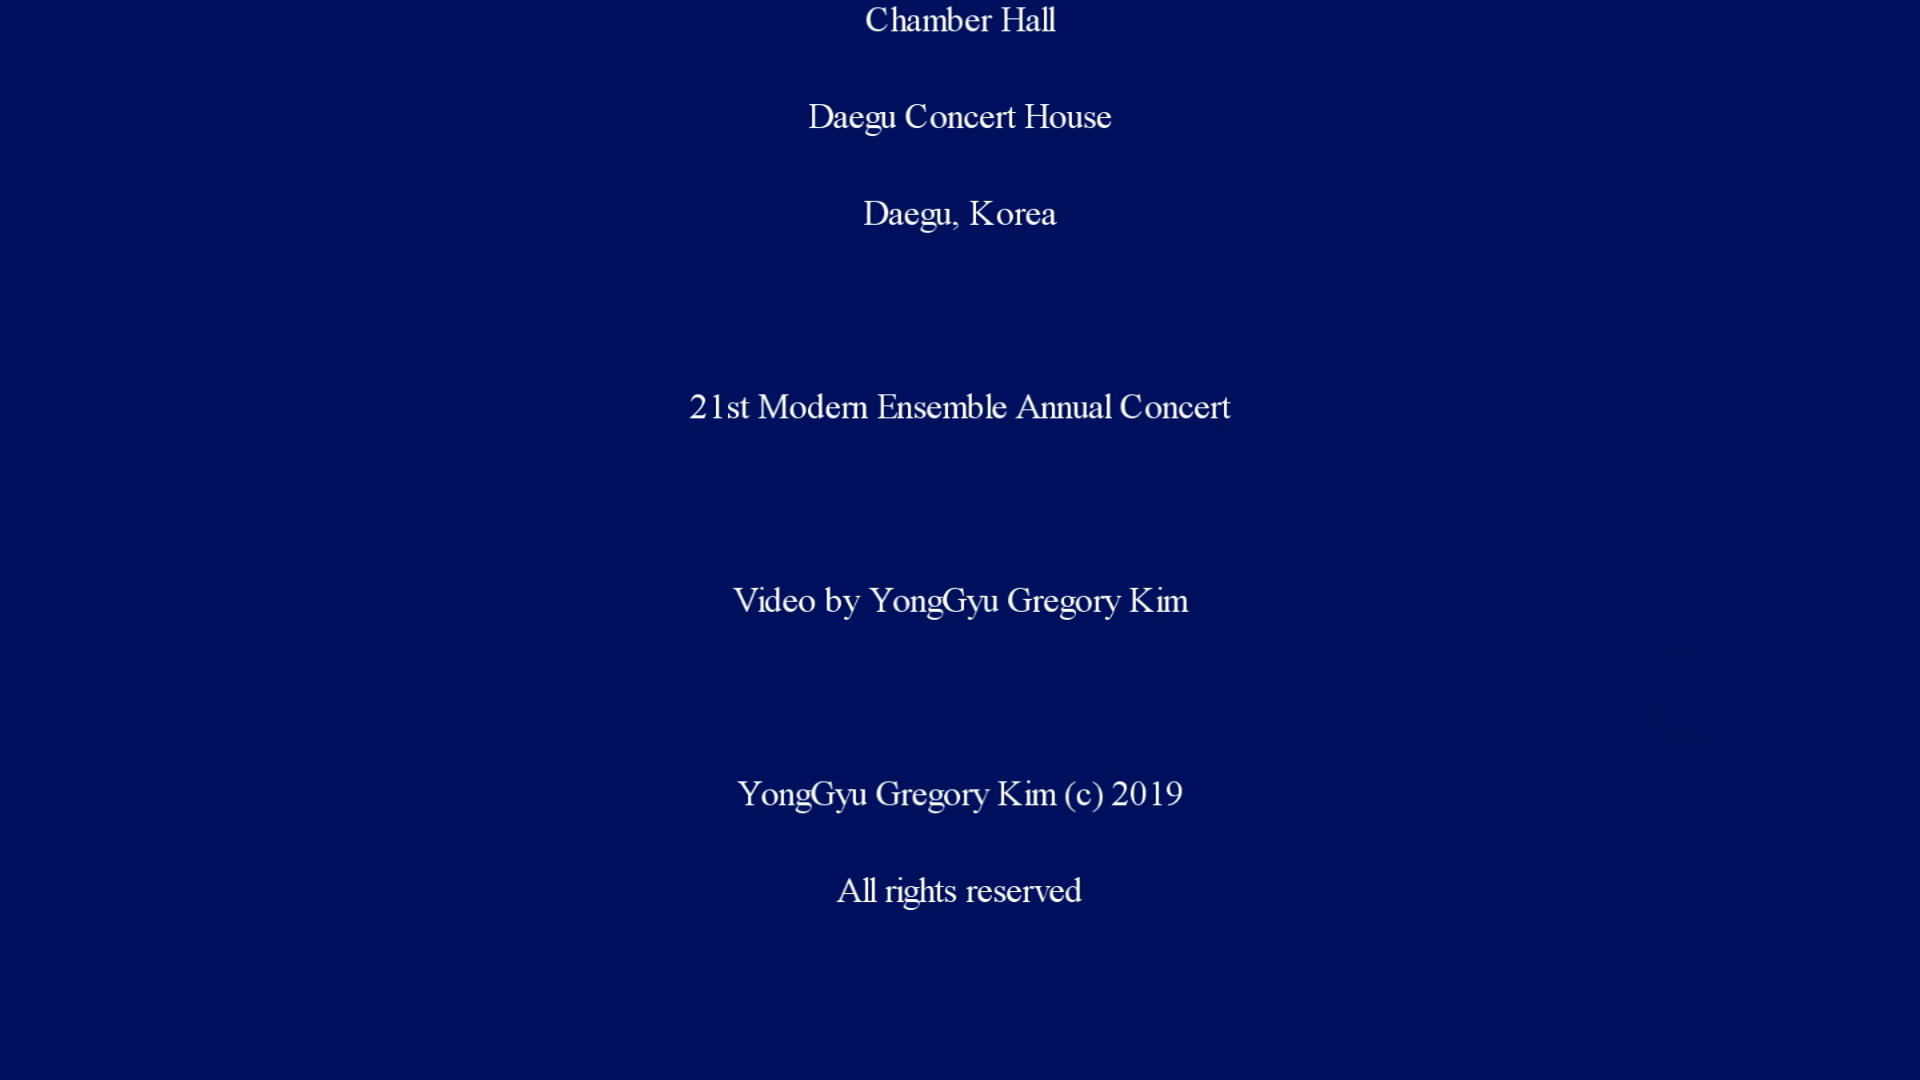 Chamber Hall
Daegu Concert House
Daegu, Korea
21st Modern Ensemble Annual Concert
Video by YongGyu Gregory Kim
YongGyu Gregory Kim (c) 2019
All rights reserved